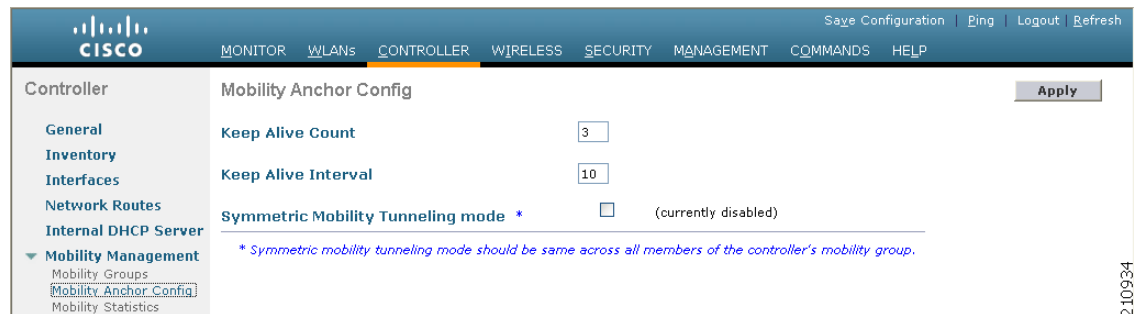 Save Configuration | Ping | Logout | Refresh
CISCO
MONITOR WLANs CONTROLLER WIRELESS SECURITY MANAGEMENT COMMANDS HELP
Controller
Mobility Anchor Config
Apply
General
Inventory
Interfaces
Network Routes
Internal DHCP Server
Mobility Management
Mobility Groups
Mobility Anchor Config
Mobility Statistics
Keep Alive Count 3
Keep Alive Interval 10
Symmetric Mobility Tunneling mode * (currently disabled)
* Symmetric mobility tunneling mode should be same across all members of the controller's mobility group.
210934